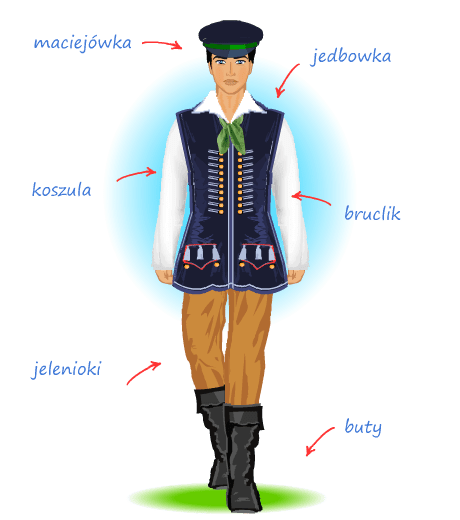 maciejówka
jedbowka
koszula
bruclik
jelenioki
buty